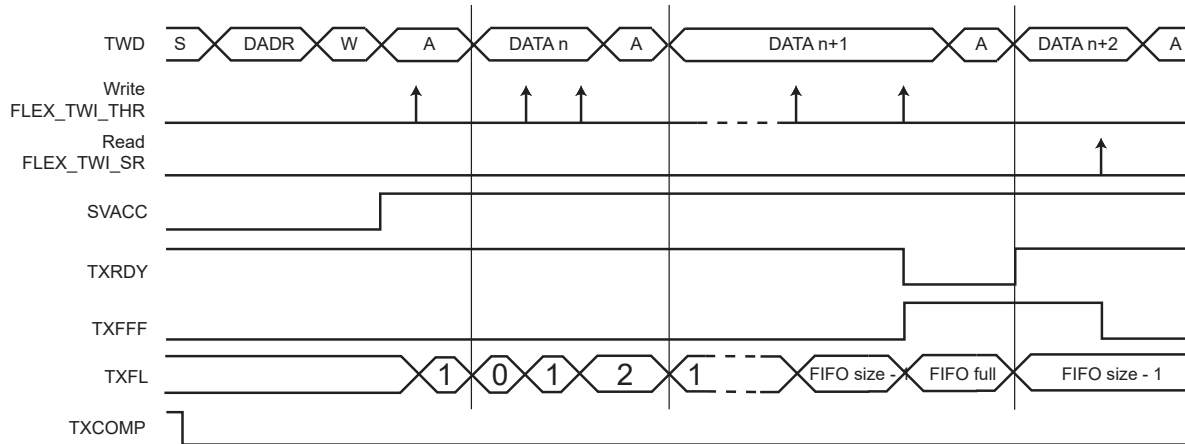 TWD S DADR W A DATA n A DATA n+1 A DATA n+2 A
Write
FLEX_TWI_THR
Read
FLEX_TWI_SR
SVACC
TXRDY
TXFFF
TXFL 1 0 1 2 1 FIFO size - 1 FIFO full FIFO size - 1
TXCOMP